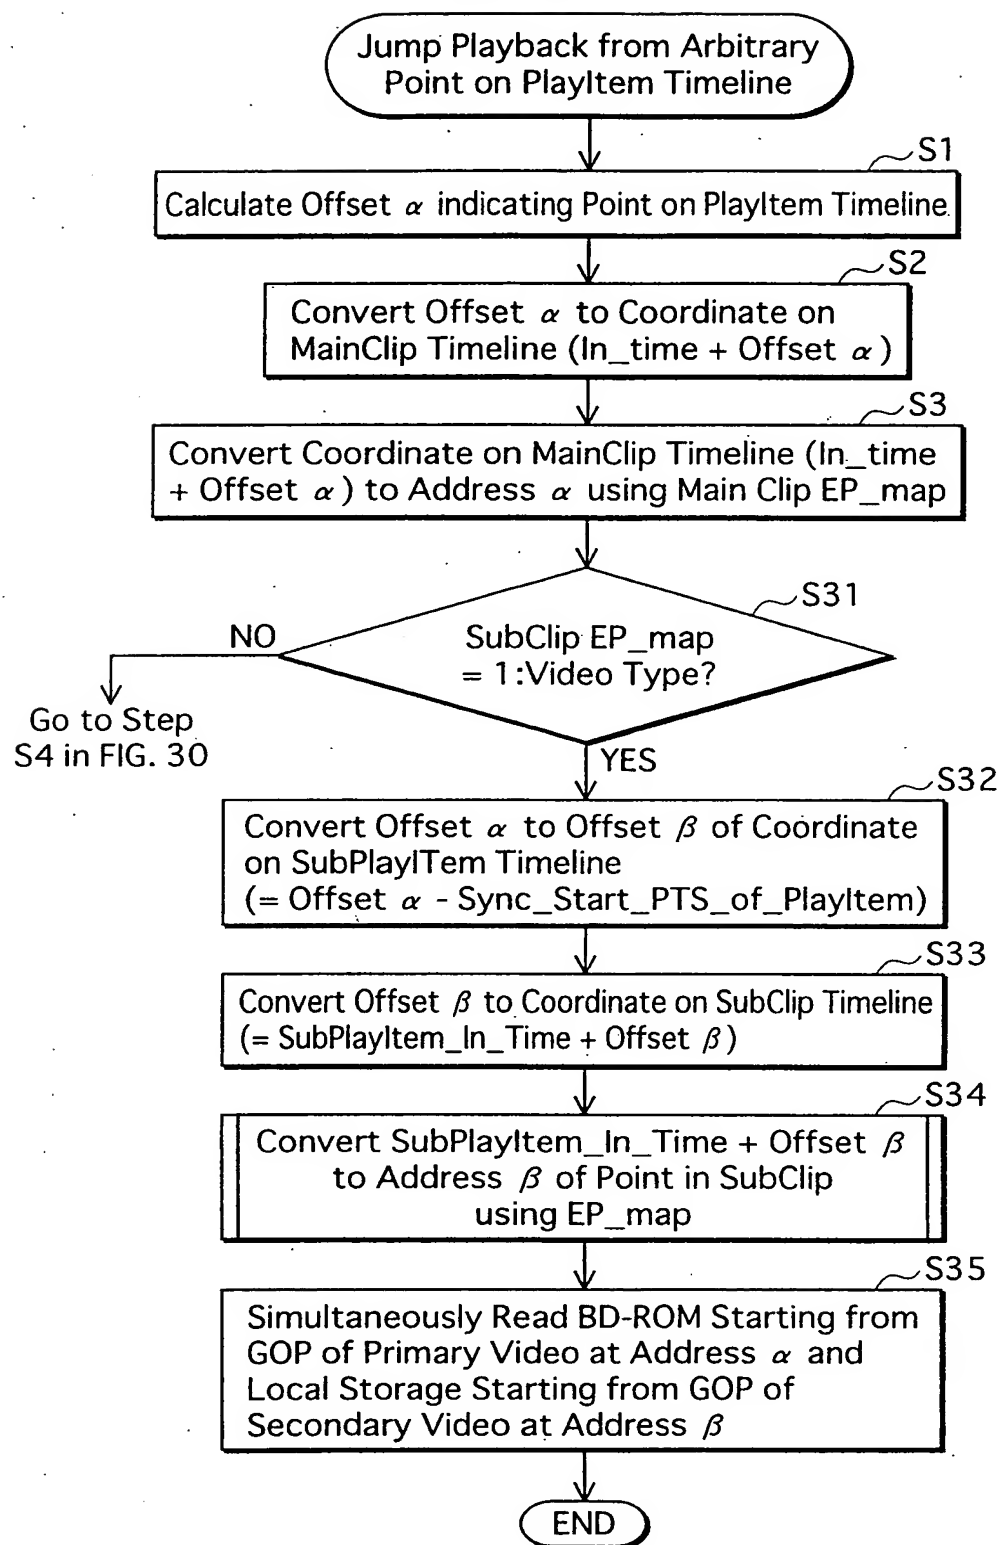 Jump Playback from Arbitrary
Point on PlayItem Timeline
S1
Calculate Offset α indicating Point on PlayItem Timeline
S2
Convert Offset α to Coordinate on
MainClip Timeline (In_time + Offset α)
S3
Convert Coordinate on MainClip Timeline (In_time
+ Offset α) to Address α using Main Clip EP_map
S31
SubClip EP_map
= 1:Video Type?
NO
Go to Step
S4 in FIG. 30
YES
S32
Convert Offset α to Offset β of Coordinate
on SubPlayITem Timeline
(= Offset α - Sync_Start_PTS_of_PlayItem)
S33
Convert Offset β to Coordinate on SubClip Timeline
(= SubPlayItem_In_Time + Offset β)
S34
Convert SubPlayItem_In_Time + Offset β
to Address β of Point in SubClip
using EP_map
S35
Simultaneously Read BD-ROM Starting from
GOP of Primary Video at Address α and
Local Storage Starting from GOP of
Secondary Video at Address β
END